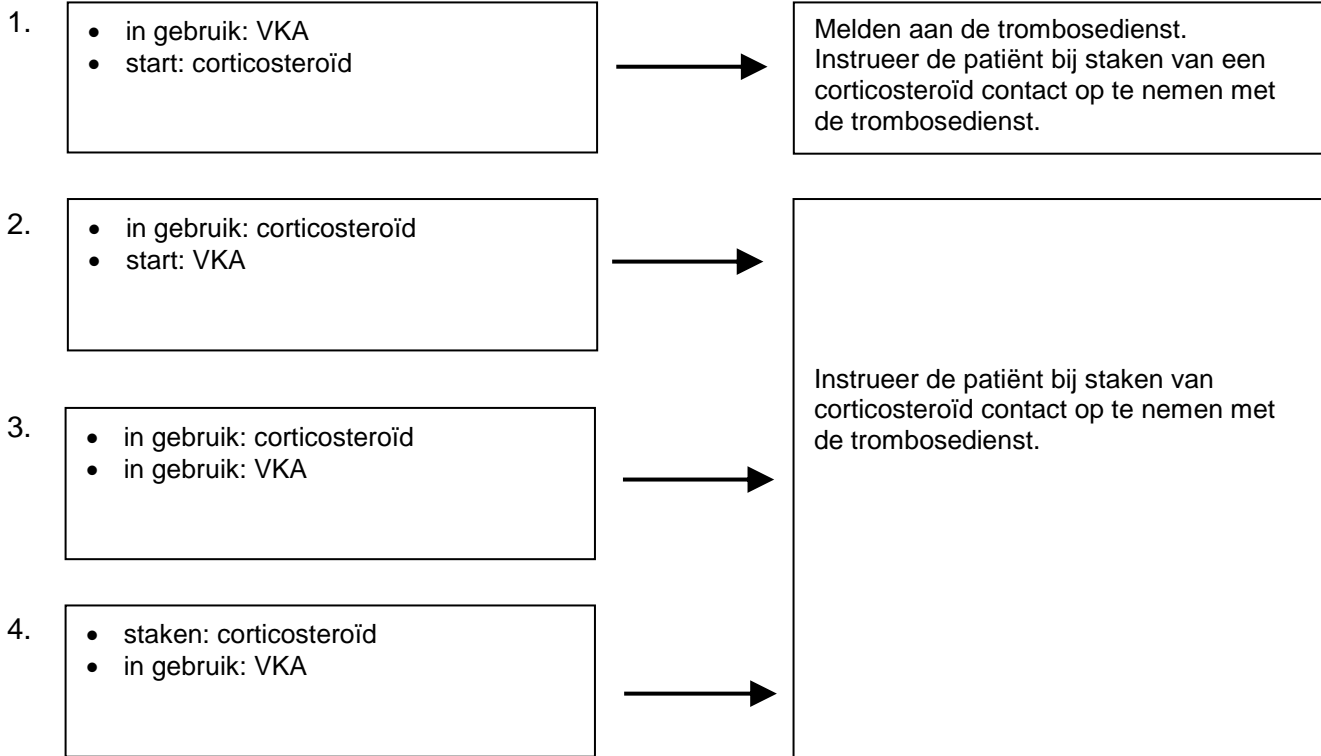 1.
• in gebruik: VKA
• start: corticosteroïd
Melden aan de trombosedienst.
Instrueer de patiënt bij staken van een
corticosteroïd contact op te nemen met
de trombosedienst.
2.
• in gebruik: corticosteroïd
• start: VKA
3.
• in gebruik: corticosteroïd
• in gebruik: VKA
4.
• staken: corticosteroïd
• in gebruik: VKA
Instrueer de patiënt bij staken van
corticosteroïd contact op te nemen met
de trombosedienst.